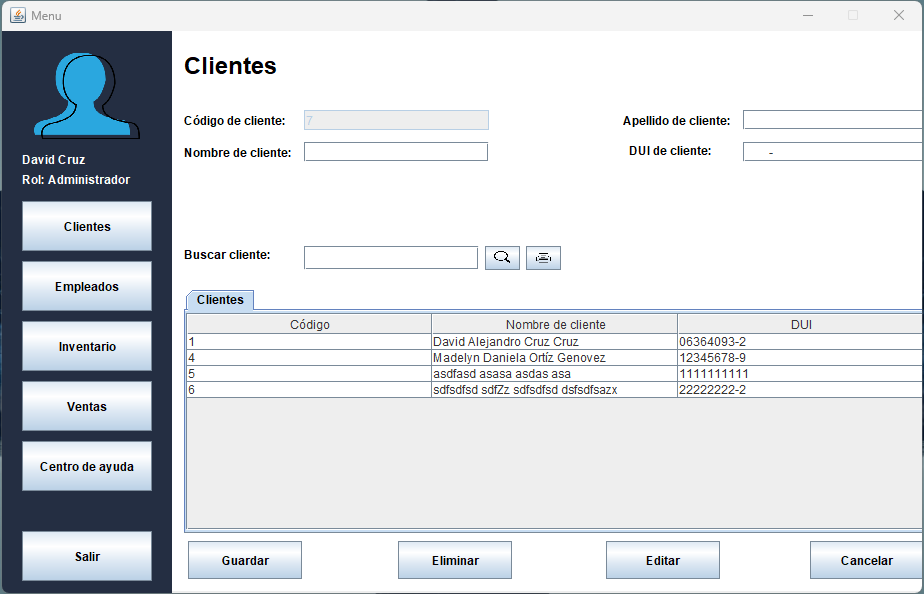 Menu
David Cruz
Rol: Administrador
Clientes
Empleados
Inventario
Ventas
Centro de ayuda
Salir
Clientes
Código de cliente: 7
Apellido de cliente:
Nombre de cliente:
DUI de cliente: -
Buscar cliente:
Clientes
Código Nombre de cliente DUI
1 David Alejandro Cruz Cruz 06364093-2
4 Madelyn Daniela Ortíz Genovez 12345678-9
5 asdfasd asasa asdas asa 1111111111
6 sdfsdfsd sdfZz sdfsdfsd dsfsdfsazx 22222222-2
Guardar Eliminar Editar Cancelar